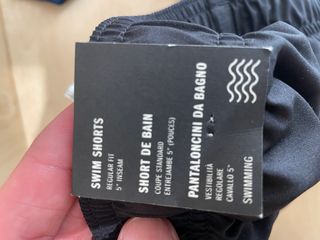 SWIM SHORTS
REGULAR FIT
5" INSEAM
SHORT DE BAIN
COUPE STANDARD
ENTREJAMBE 5" (POUCES)
PANTALONCINI DA BAGNO
VESTIBILITÀ
REGOLARE
CAVALLO 5"
SWIMMING